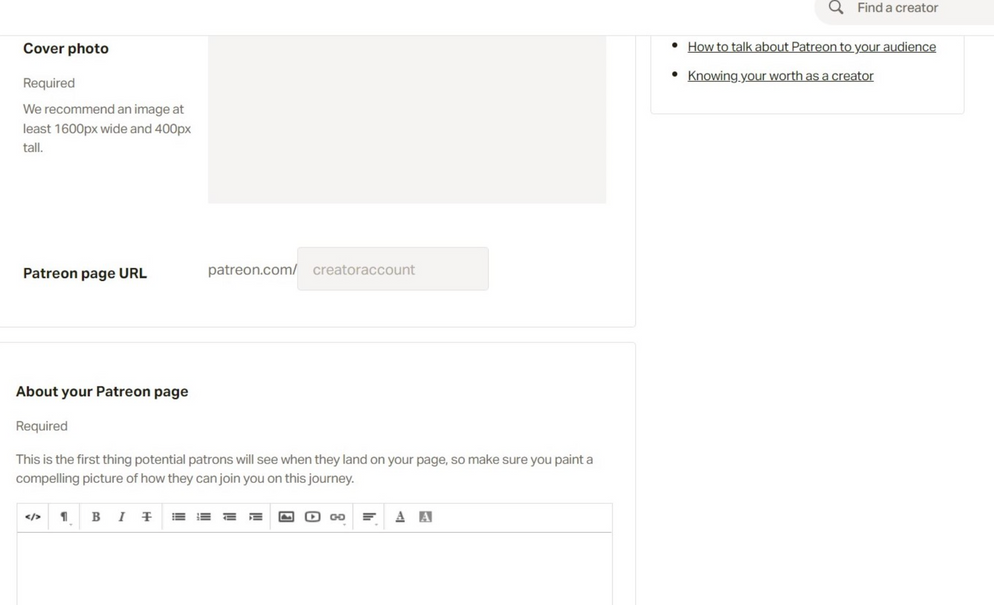 Find a creator
Cover photo
Required
We recommend an image at
least 1600px wide and 400px
tall.
How to talk about Patreon to your audience
Knowing your worth as a creator
Patreon page URL
patreon.com/ creatoraccount
About your Patreon page
Required
This is the first thing potential patrons will see when they land on your page, so make sure you paint a
compelling picture of how they can join you on this journey.
</> ¶ B I T A A